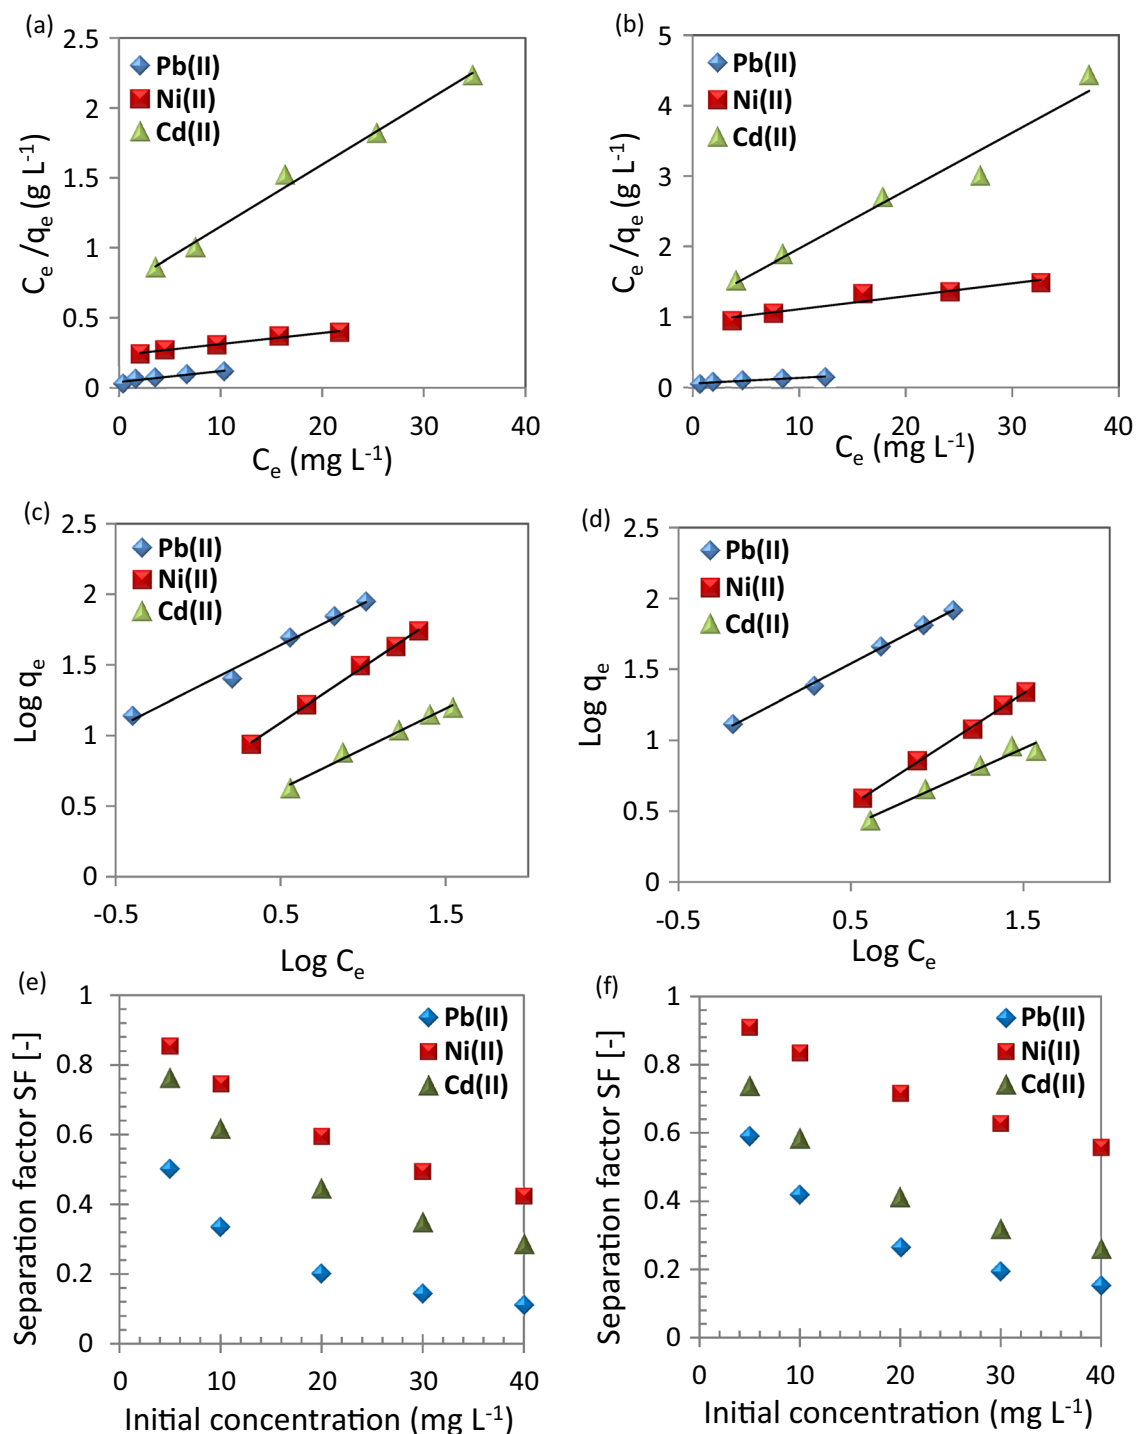 (a)
2.5
2
1.5
1
0.5
0
Pb(II)
Ni(II)
Cd(II)
Cₑ /qₑ (g L⁻¹)
0 10 20 30 40
Cₑ (mg L⁻¹)
(b)
5
4
3
2
1
0
Pb(II)
Ni(II)
Cd(II)
Cₑ /qₑ (g L⁻¹)
0 10 20 30 40
Cₑ (mg L⁻¹)
(c)
2.5
2
1.5
1
0.5
0
Pb(II)
Ni(II)
Cd(II)
Log qₑ
-0.5 0.5 1.5
Log Cₑ
(d)
2.5
2
1.5
1
0.5
0
Pb(II)
Ni(II)
Cd(II)
Log qₑ
-0.5 0.5 1.5
Log Cₑ
(e)
1
0.8
0.6
0.4
0.2
0
Pb(II)
Ni(II)
Cd(II)
Separation factor SF [-]
0 10 20 30 40
Initial concentration (mg L⁻¹)
(f)
1
0.8
0.6
0.4
0.2
0
Pb(II)
Ni(II)
Cd(II)
Separation factor SF [-]
0 10 20 30 40
Initial concentration (mg L⁻¹)